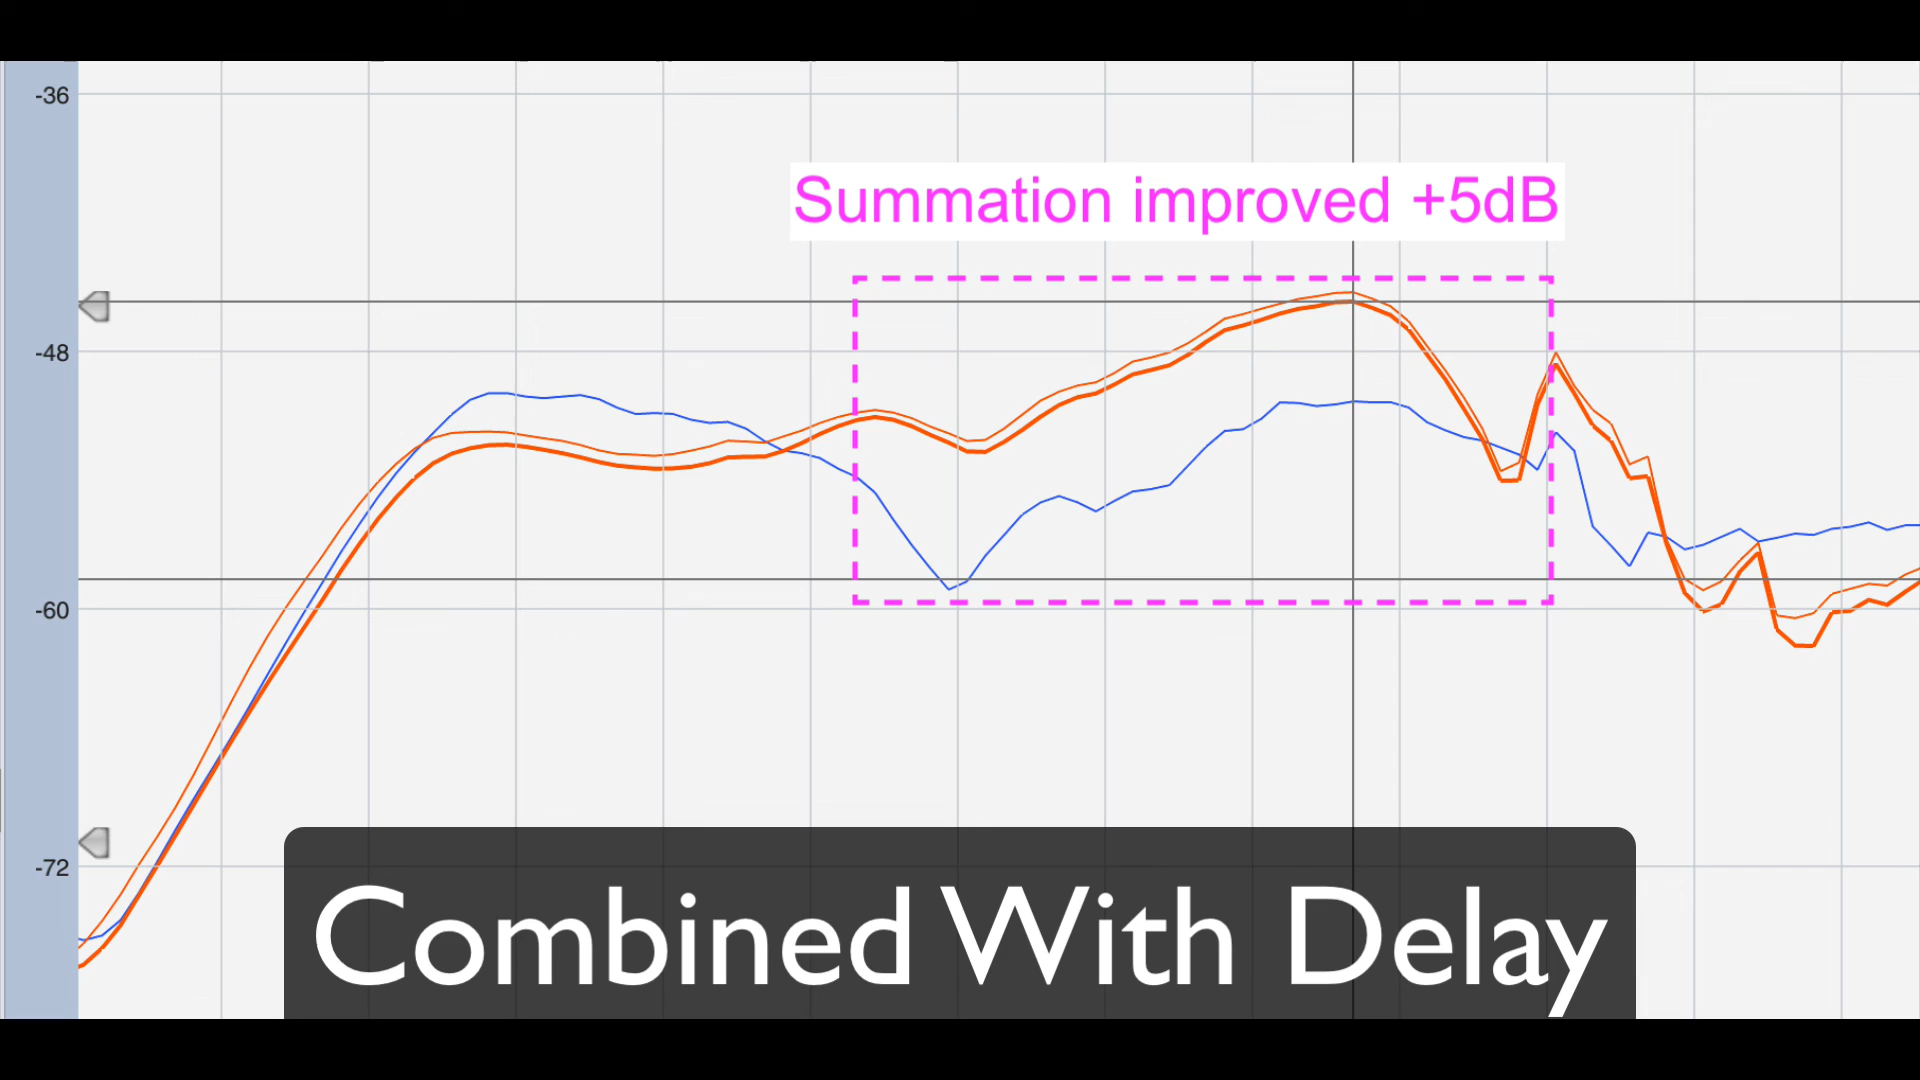 -36
Summation improved +5dB
-48
-60
-72
Combined With Delay